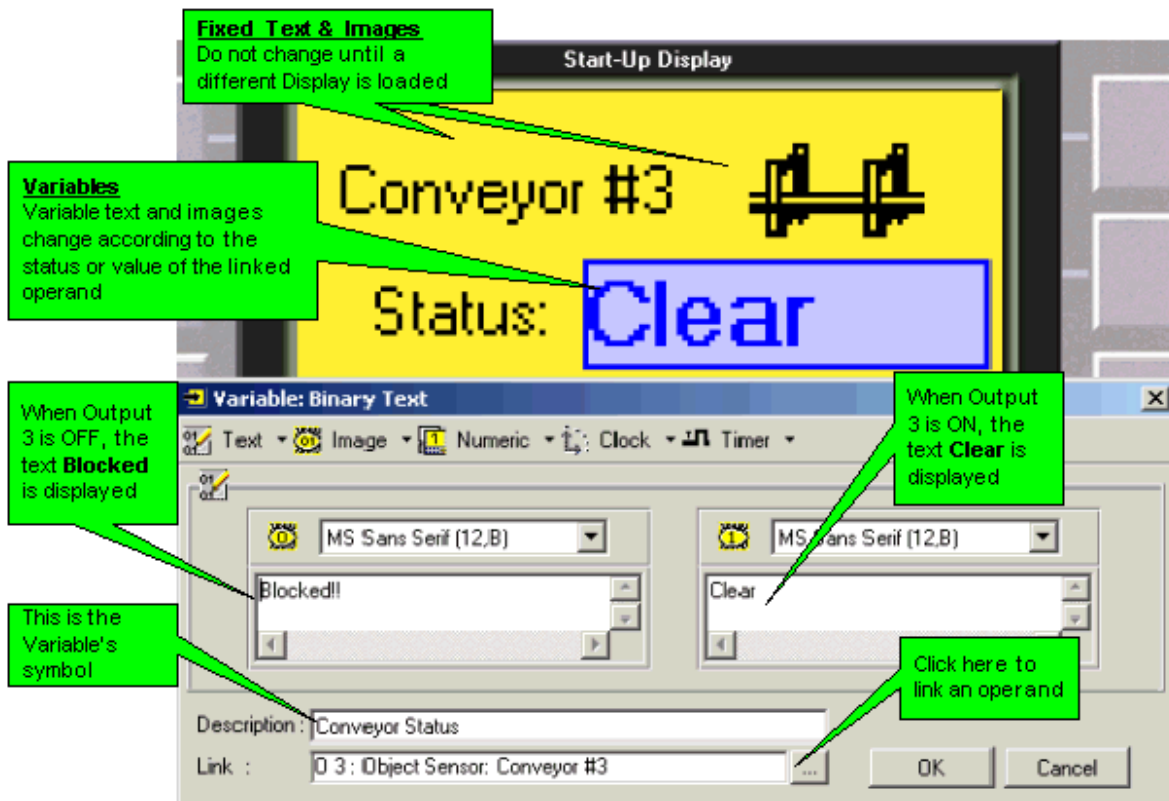 Fixed Text & Images
Do not change until a
different Display is loaded
Start-Up Display
Conveyor #3
Variables
Variable text and images
change according to the
status or value of the linked
operand
Status:
Clear
When Output
3 is OFF, the
text Blocked
is displayed
Variable: Binary Text
When Output
3 is ON, the
text Clear is
displayed
Text Image Numeric Clock Timer
0 MS Sans Serif (12,B)
1 MS Sans Serif (12,B)
Blocked!!
Clear
This is the
Variable's
symbol
Click here to
link an operand
Description : Conveyor Status
Link : O 3 : Object Sensor: Conveyor #3 ...
OK Cancel